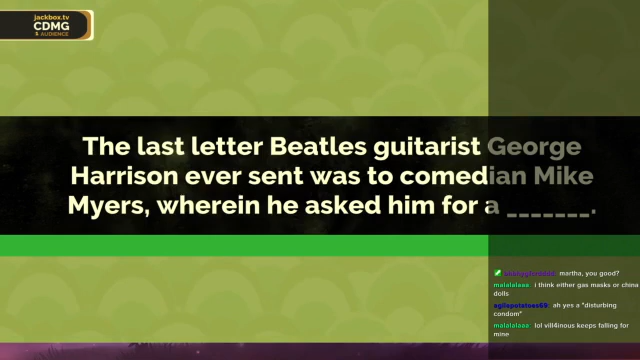 jackbox.tv
CDMG
1 AUDIENCE
The last letter Beatles guitarist George
Harrison ever sent was to comedian Mike
Myers, wherein he asked him for a _______.
martha, you good?
malalalaaa: i think either gas masks or china
dolls
agilepotatoes69: ah yes a "disturbing
condom"
malalalaaa: lol vill4inous keeps falling for
mine